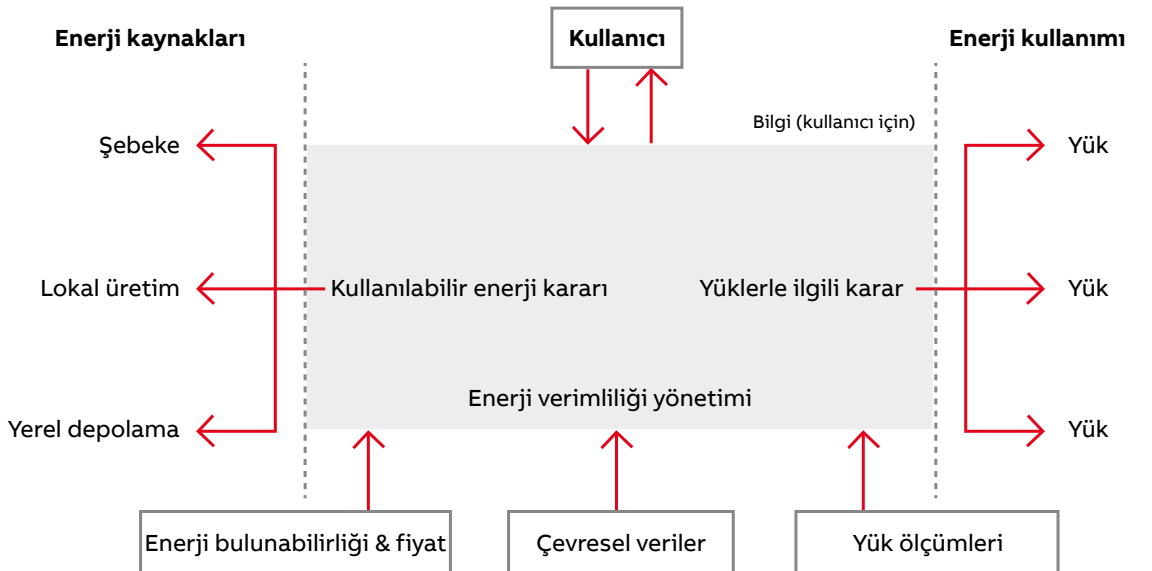 Enerji kaynakları
Kullanıcı
Enerji kullanımı
Bilgi (kullanıcı için)
Şebeke
Yük
Lokal üretim
Kullanılabilir enerji kararı
Yüklerle ilgili karar
Yük
Enerji verimliliği yönetimi
Yerel depolama
Yük
Enerji bulunabilirliği & fiyat
Çevresel veriler
Yük ölçümleri